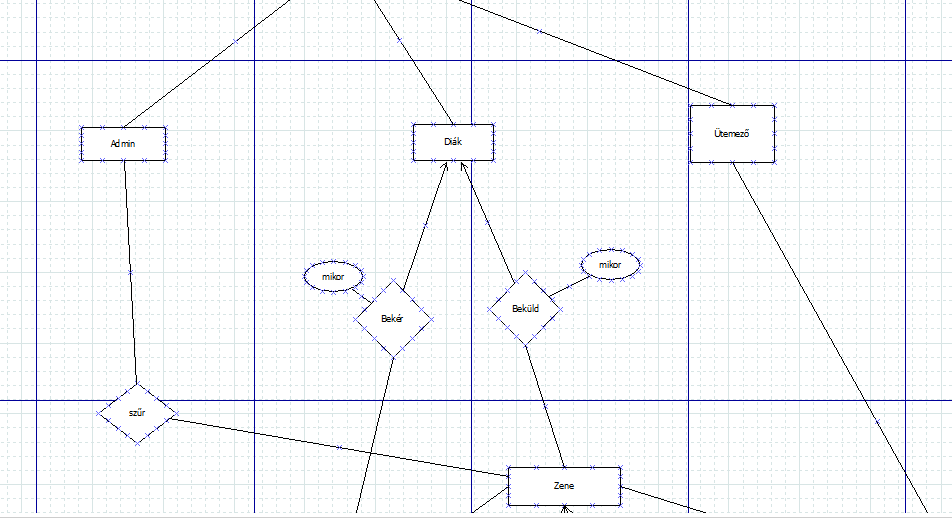 Admin
Diák
Ütemező
mikor
mikor
Bekér
Beküld
szűr
Zene